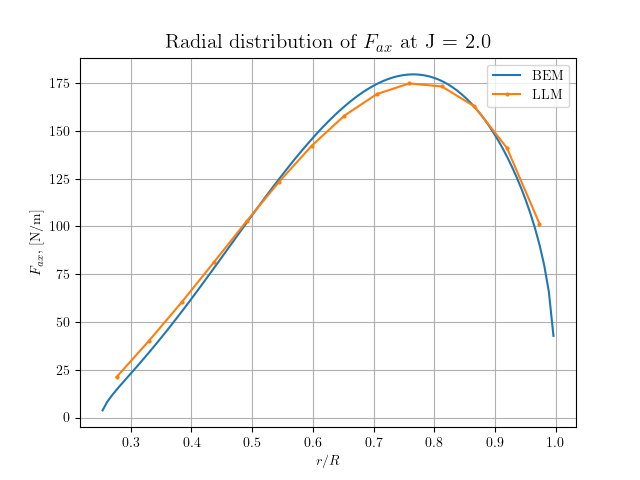 Radial distribution of F_ax at J = 2.0
BEM
LLM
175
150
125
100
75
50
25
0
F_ax, [N/m]
0.3 0.4 0.5 0.6 0.7 0.8 0.9 1.0
r/R